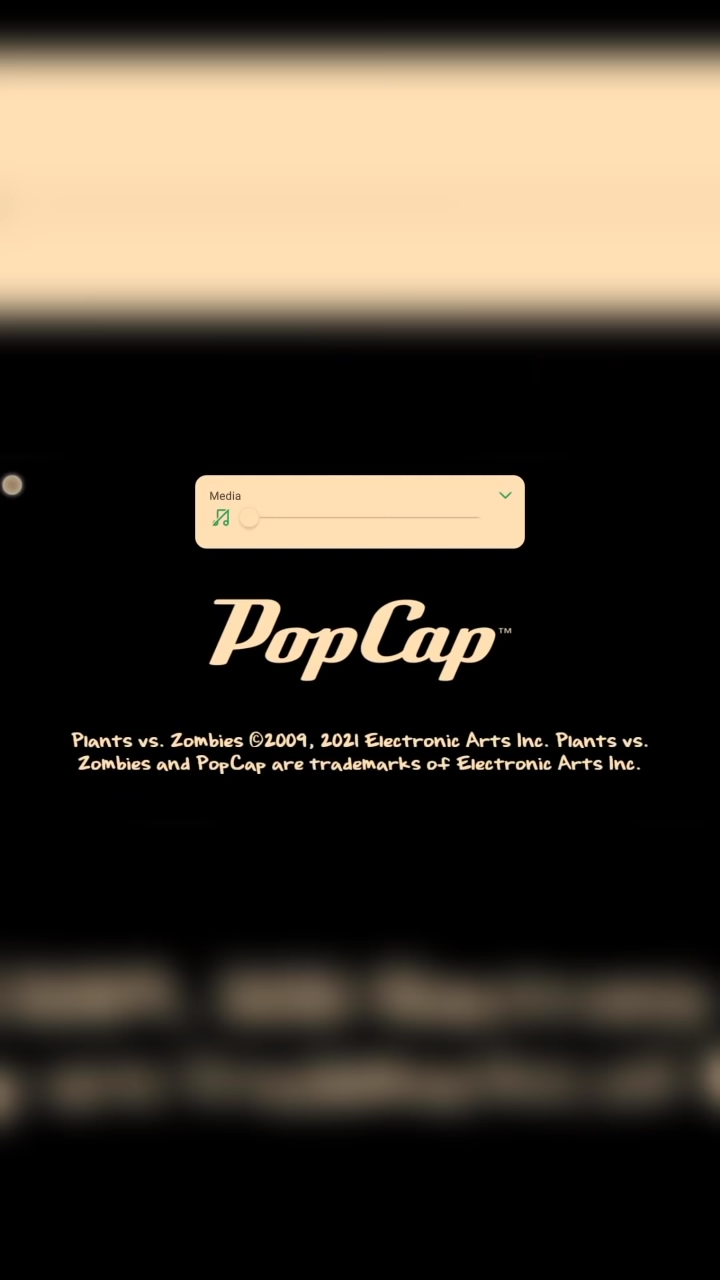 Media
PopCap™
Plants vs. Zombies ©2009, 2021 Electronic Arts Inc. Plants vs.
Zombies and PopCap are trademarks of Electronic Arts Inc.